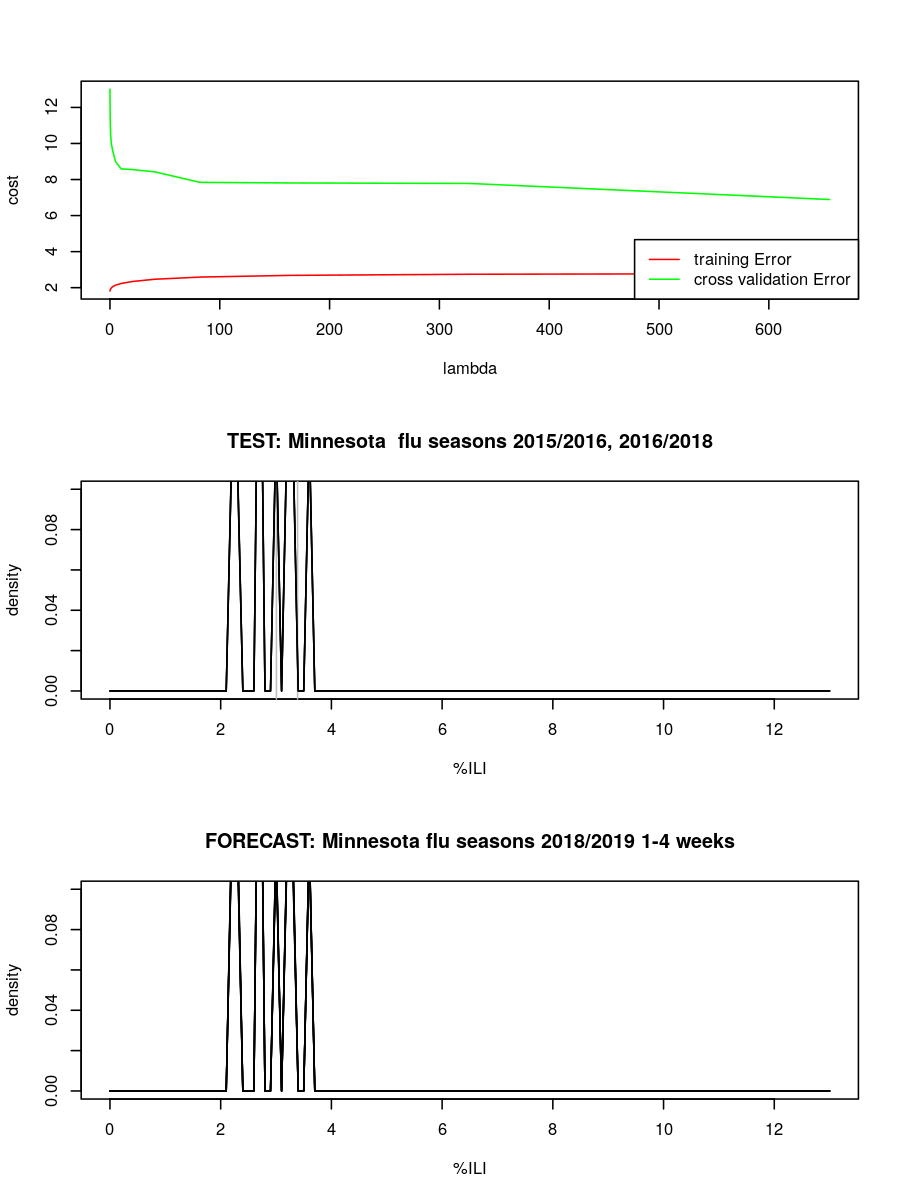 12
10
8
6
4
2
cost
training Error
cross validation Error
0 100 200 300 400 500 600
lambda
TEST: Minnesota  flu seasons 2015/2016, 2016/2018
0.08
0.04
0.00
density
0 2 4 6 8 10 12
%ILI
FORECAST: Minnesota flu seasons 2018/2019 1-4 weeks
0.08
0.04
0.00
density
0 2 4 6 8 10 12
%ILI